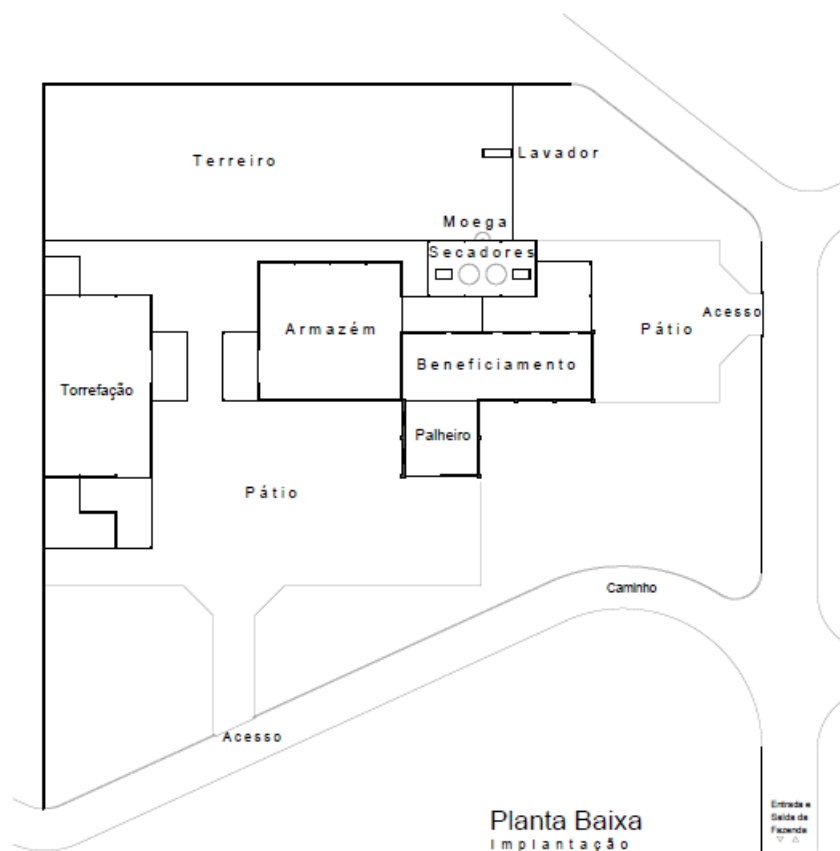 Terreiro
Lavador
Moega
Secadores
Armazém
Pátio
Acesso
Beneficiamento
Torrefação
Palheiro
Pátio
Caminho
Acesso
Planta Baixa
Implantação
Entrada e
Saída da
Fazenda